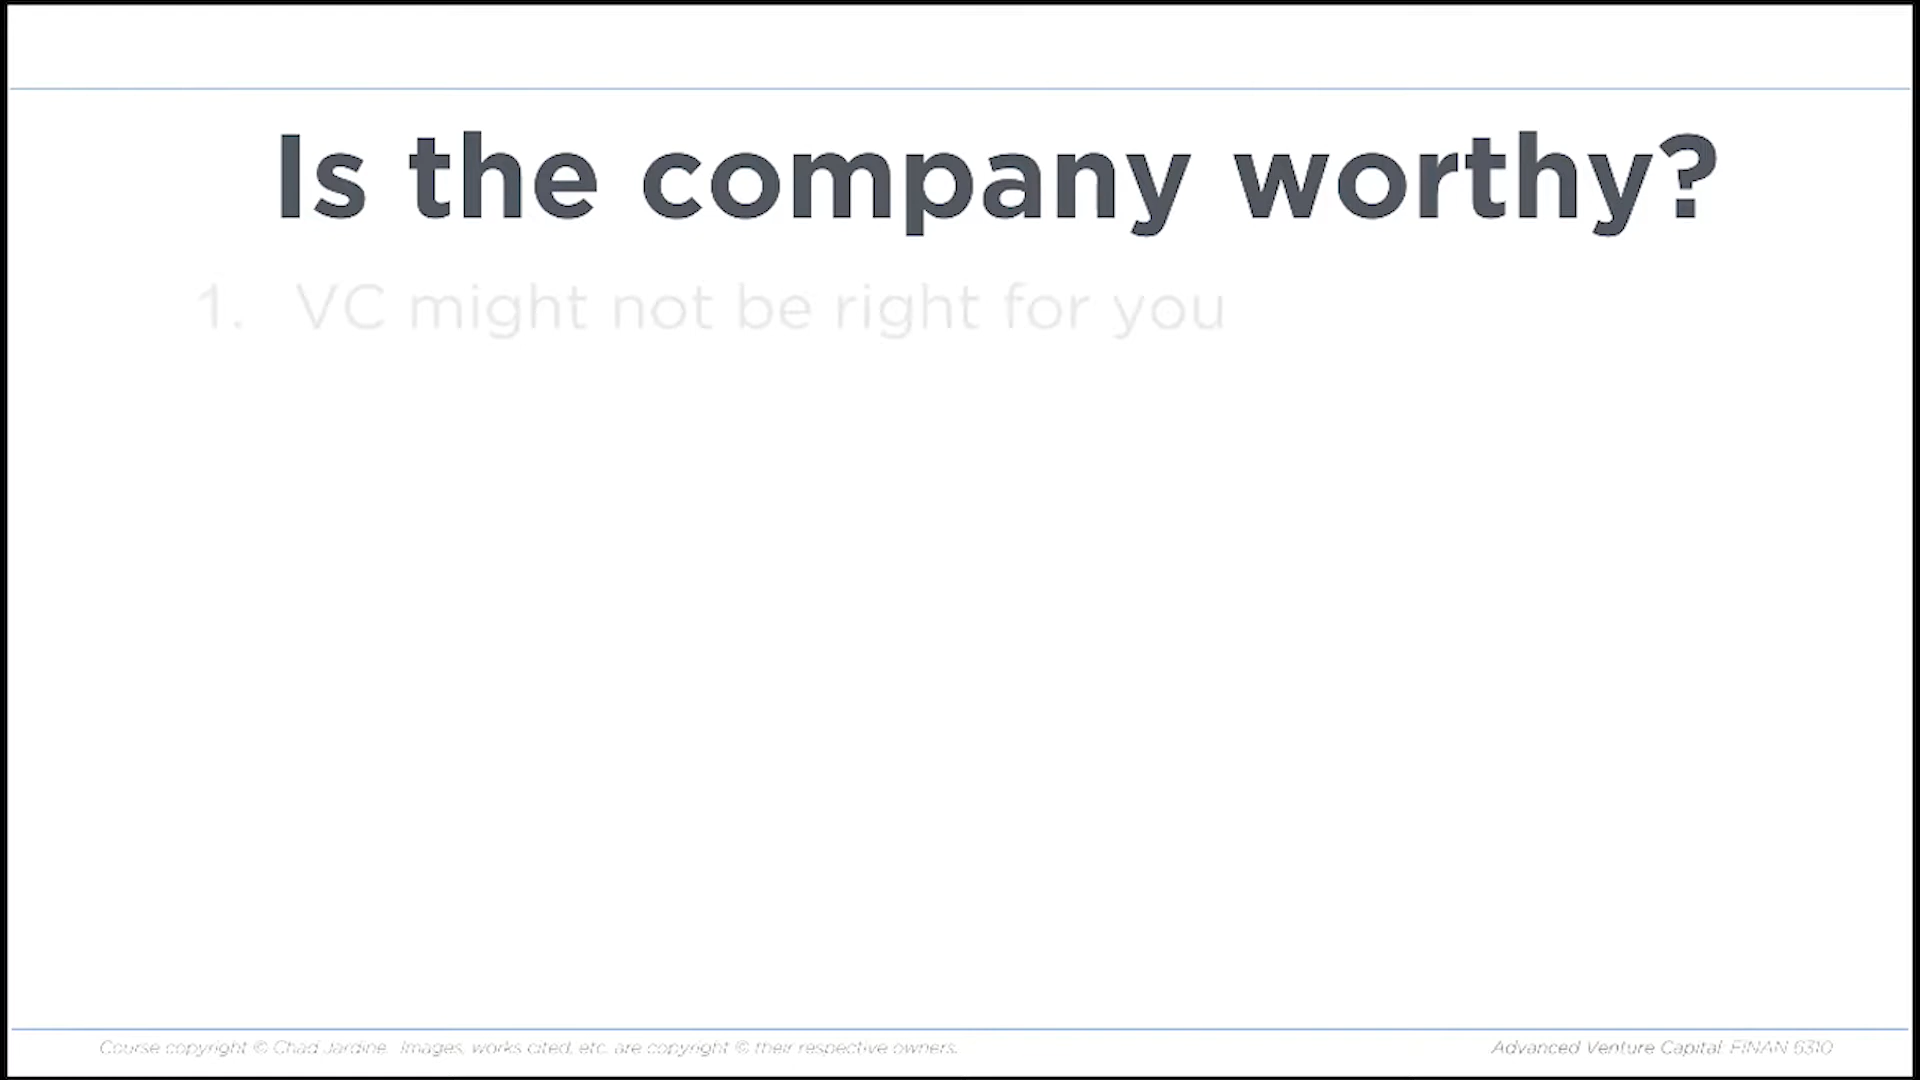 Is the company worthy?
1. VC might not be right for you
Course copyright © Chad Jardine. Images, works cited, etc. are copyright © their respective owners.
Advanced Venture Capital: FINAN 6310